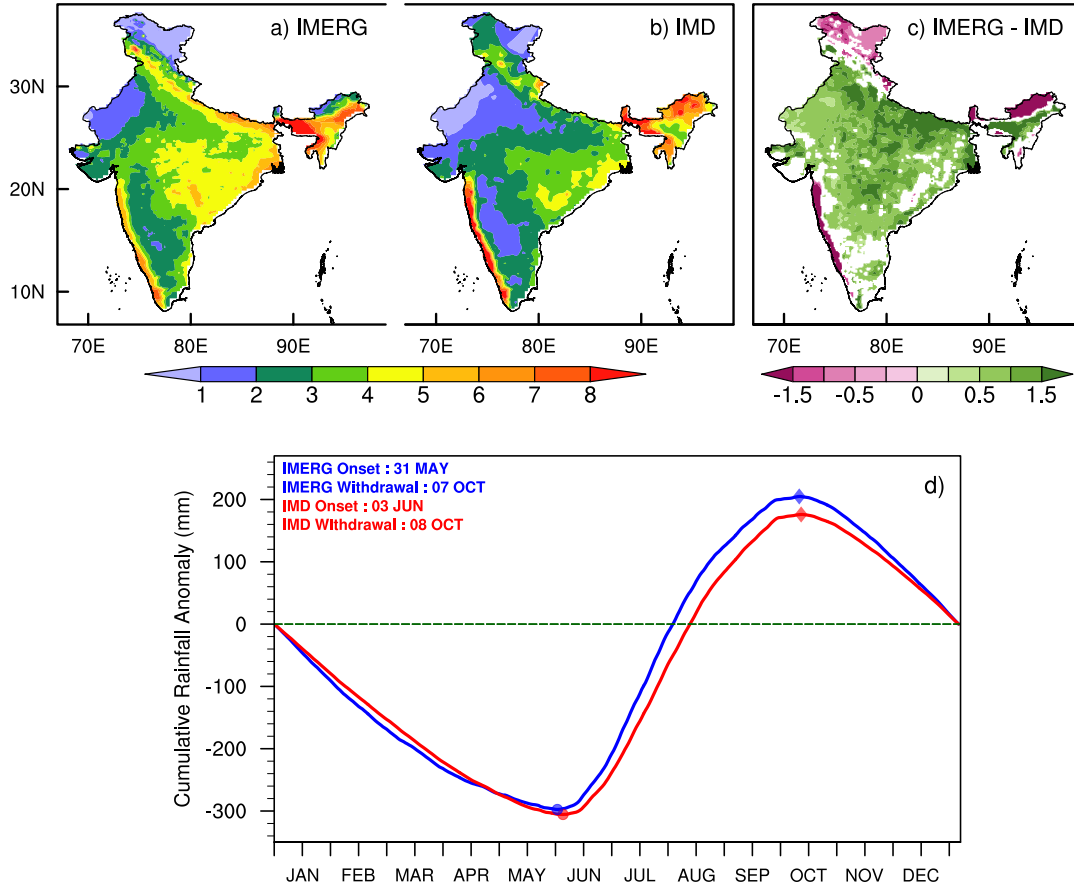 a) IMERG
b) IMD
c) IMERG - IMD
30N
20N
10N
70E 80E 90E
70E 80E 90E
70E 80E 90E
1 2 3 4 5 6 7 8
-1.5 -0.5 0 0.5 1.5
IMERG Onset : 31 MAY
IMERG Withdrawal : 07 OCT
IMD Onset : 03 JUN
IMD WIthdrawal : 08 OCT
d)
Cumulative Rainfall Anomaly (mm)
200
100
0
-100
-200
-300
JAN FEB MAR APR MAY JUN JUL AUG SEP OCT NOV DEC